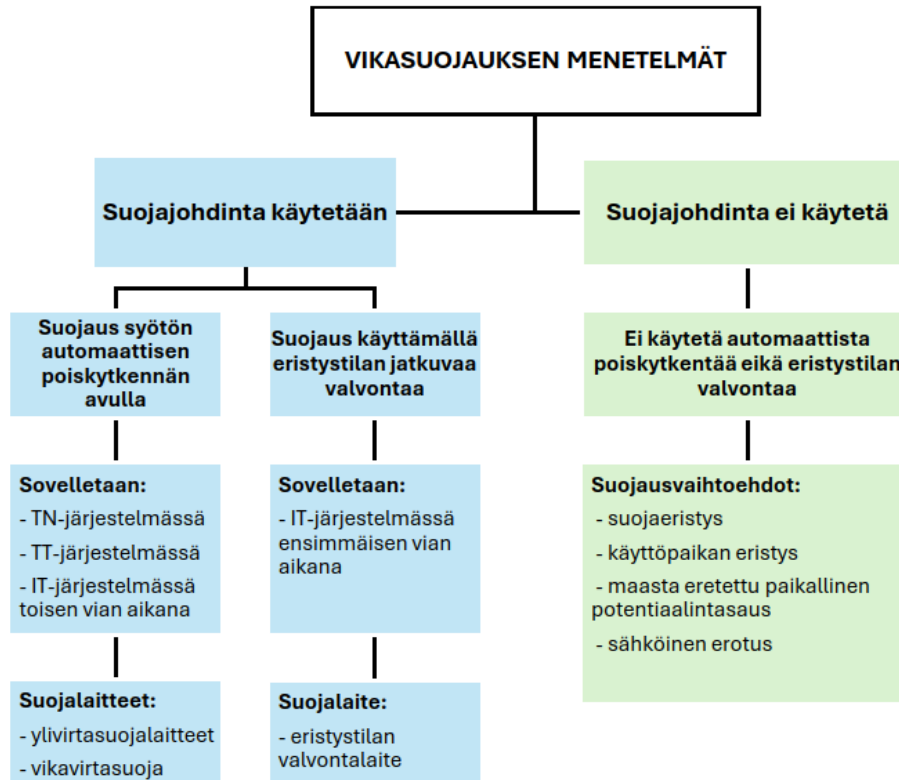 VIKASUOJAUKSEN MENETELMÄT
Suojajohdinta käytetään
Suojajohdinta ei käytetä
Suojaus syötön
automaattisen
poiskytkennän
avulla
Suojaus käyttämällä
eristystilan jatkuvaa
valvontaa
Ei käytetä automaattista
poiskytkentää eikä eristystilan
valvontaa
Sovelletaan:
- TN-järjestelmässä
- TT-järjestelmässä
- IT-järjestelmässä
toisen vian aikana
Sovelletaan:
- IT-järjestelmässä
ensimmäisen vian
aikana
Suojausvaihtoehdot:
- suojaeristys
- käyttöpaikan eristys
- maasta eretettu paikallinen
potentiaalintasaus
- sähköinen erotus
Suojalaitteet:
- ylivirtasuojalaitteet
- vikavirtasuoja
Suojalaite:
- eristystilan
valvontalaite